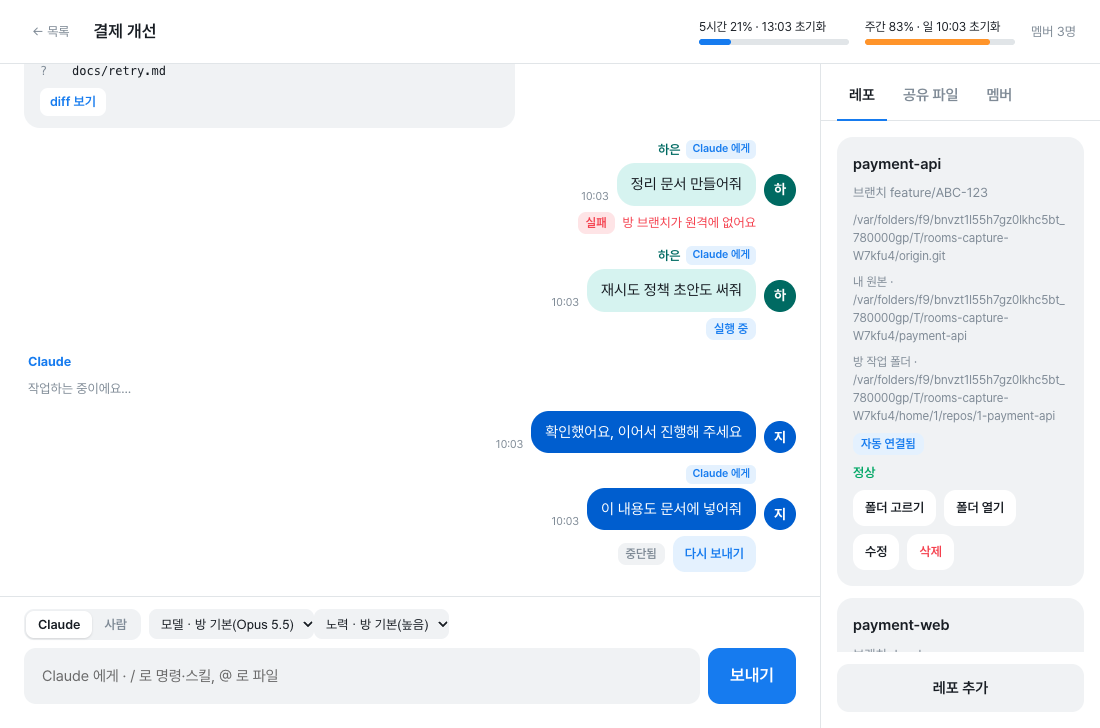 ← 목록
결제 개선
5시간 21% · 13:03 초기화
주간 83% · 일 10:03 초기화
멤버 3명
? docs/retry.md
diff 보기
하은 Claude 에게
정리 문서 만들어줘
10:03
하
실패 방 브랜치가 원격에 없어요
하은 Claude 에게
재시도 정책 초안도 써줘
10:03
하
실행 중
Claude
작업하는 중이에요…
확인했어요, 이어서 진행해 주세요
10:03
지
Claude 에게
이 내용도 문서에 넣어줘
10:03
지
중단됨 다시 보내기
Claude 사람 모델 · 방 기본(Opus 5.5) 노력 · 방 기본(높음)
Claude 에게 · / 로 명령·스킬, @ 로 파일
보내기
레포 공유 파일 멤버
payment-api
브랜치 feature/ABC-123
/var/folders/f9/bnvzt1l55h7gz0lkhc5bt_
780000gp/T/rooms-capture-
W7kfu4/origin.git
내 원본 ·
/var/folders/f9/bnvzt1l55h7gz0lkhc5bt_
780000gp/T/rooms-capture-
W7kfu4/payment-api
방 작업 폴더 ·
/var/folders/f9/bnvzt1l55h7gz0lkhc5bt_
780000gp/T/rooms-capture-
W7kfu4/home/1/repos/1-payment-api
자동 연결됨
정상
폴더 고르기 폴더 열기
수정 삭제
payment-web
레포 추가